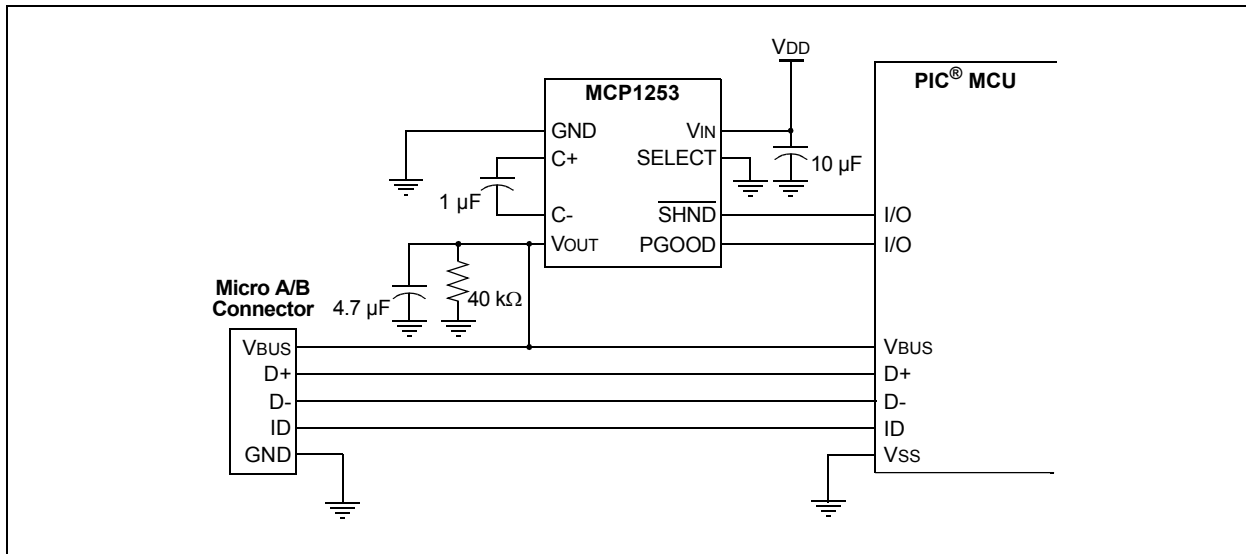 VDD
PIC® MCU
MCP1253
GND
VIN
C+
SELECT
10 µF
1 µF
C-
SHND
I/O
VOUT
PGOOD
I/O
Micro A/B
Connector
4.7 µF
40 kΩ
VBUS
VBUS
D+
D+
D-
D-
ID
ID
GND
VSS